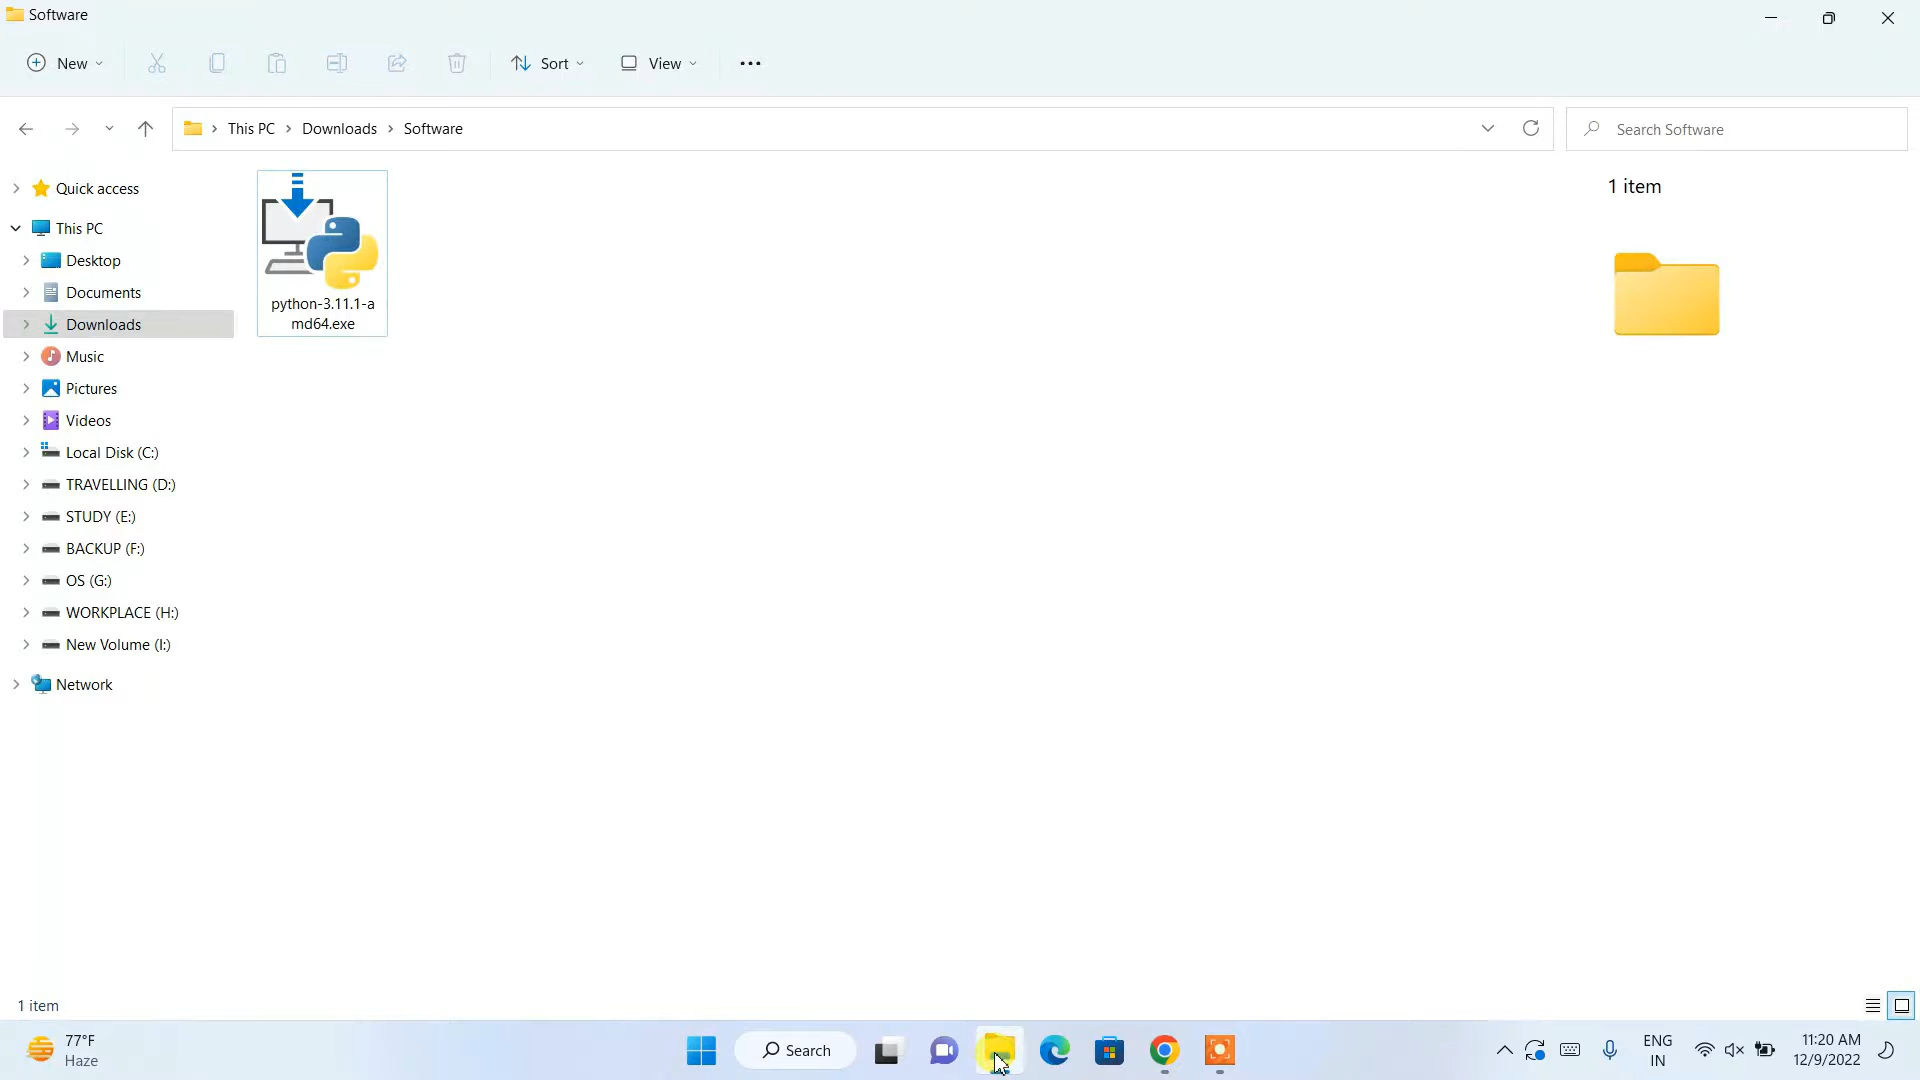 Software
New
Sort
View
This PC
Downloads
Software
Search Software
Quick access
This PC
Desktop
Documents
Downloads
Music
Pictures
Videos
Local Disk (C:)
TRAVELLING (D:)
STUDY (E:)
BACKUP (F:)
OS (G:)
WORKPLACE (H:)
New Volume (I:)
Network
python-3.11.1-a
md64.exe
1 item
1 item
77°F
Haze
Search
ENG
IN
11:20 AM
12/9/2022